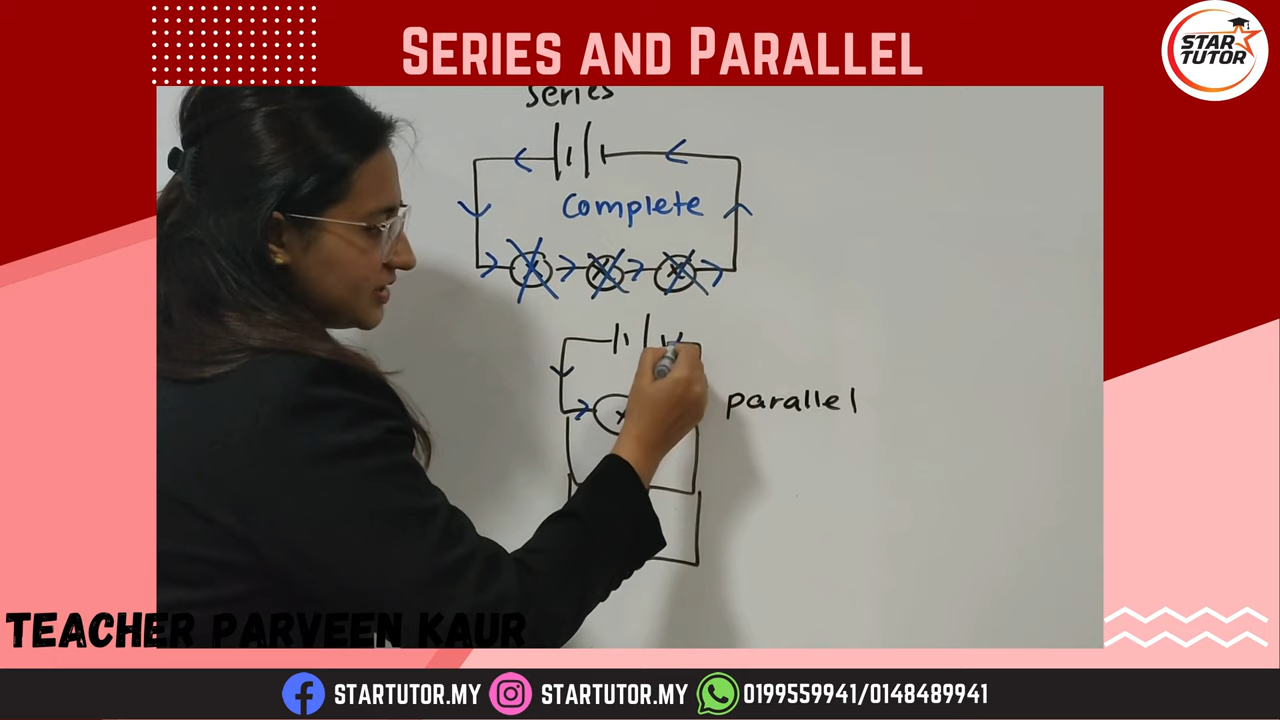 SERIES AND PARALLEL
STAR
TUTOR
series
Complete
parallel
TEACHER PARVEEN KAUR
STARTUTOR.MY STARTUTOR.MY 0199559941/0148489941